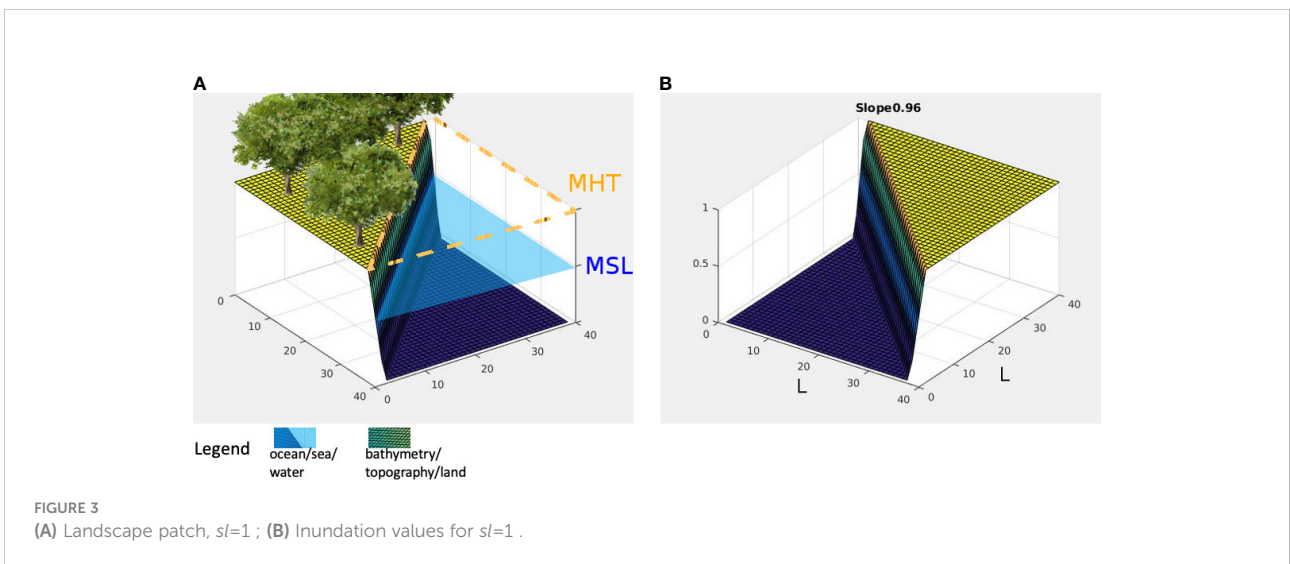 A
B
Slope0.96
MHT
MSL
0
10
20
30
40
0
10
20
30
40
1
0.5
0
0
10
20
30
40
L
0
10
20
30
40
L
Legend
ocean/sea/
water
bathymetry/
topography/land
FIGURE 3
(A) Landscape patch, sl=1 ; (B) Inundation values for sl=1 .